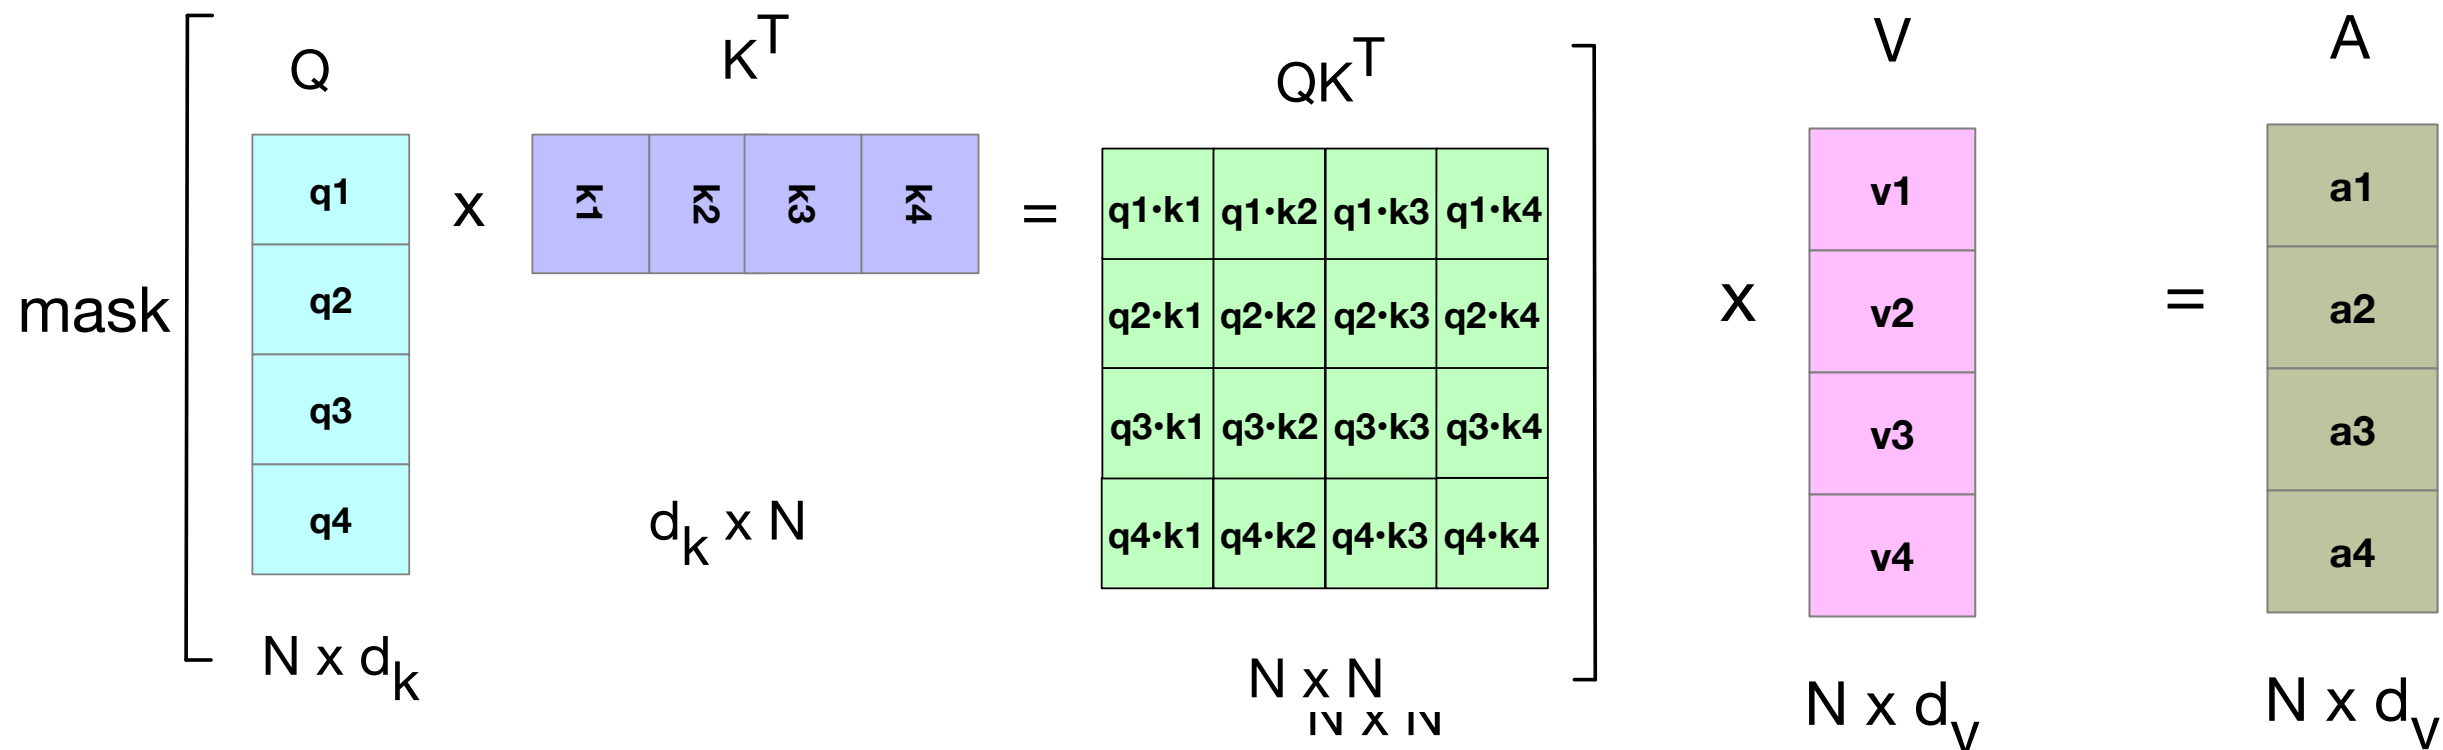 Q
K^T
QK^T
V
A
mask
q1
q2
q3
q4
x
k1 k2 k3 k4
=
q1·k1 q1·k2 q1·k3 q1·k4
q2·k1 q2·k2 q2·k3 q2·k4
q3·k1 q3·k2 q3·k3 q3·k4
q4·k1 q4·k2 q4·k3 q4·k4
x
v1
v2
v3
v4
=
a1
a2
a3
a4
N x d_k
d_k x N
N x N
N x N
N x d_v
N x d_v